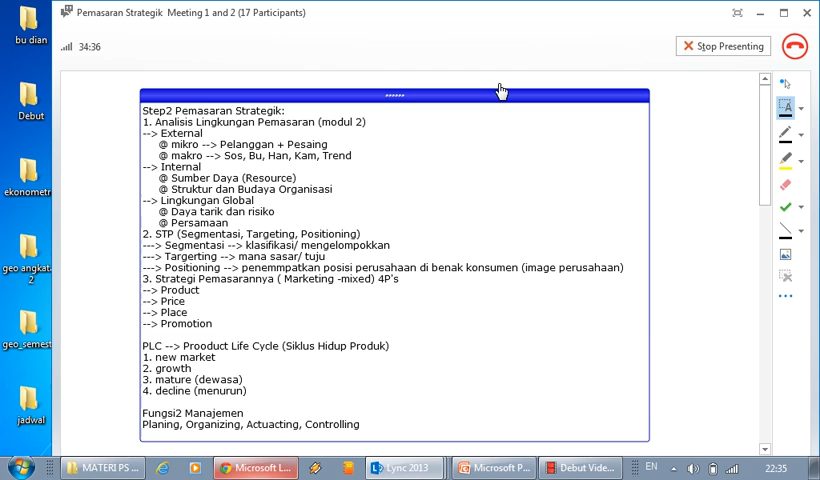 bu dian
Debut
ekonometr
geo angkat
2
geo_semest
jadwal
Pemasaran Strategik Meeting 1 and 2 (17 Participants)
34:36
Stop Presenting
Step2 Pemasaran Strategik:
1. Analisis Lingkungan Pemasaran (modul 2)
--> External
@ mikro --> Pelanggan + Pesaing
@ makro --> Sos, Bu, Han, Kam, Trend
--> Internal
@ Sumber Daya (Resource)
@ Struktur dan Budaya Organisasi
--> Lingkungan Global
@ Daya tarik dan risiko
@ Persamaan
2. STP (Segmentasi, Targeting, Positioning)
---> Segmentasi --> klasifikasi/ mengelompokkan
---> Targerting --> mana sasar/ tuju
---> Positioning --> penemmpatkan posisi perusahaan di benak konsumen (image perusahaan)
3. Strategi Pemasarannya ( Marketing -mixed) 4P's
--> Product
--> Price
--> Place
--> Promotion
PLC --> Prooduct Life Cycle (Siklus Hidup Produk)
1. new market
2. growth
3. mature (dewasa)
4. decline (menurun)
Fungsi2 Manajemen
Planing, Organizing, Actuacting, Controlling
MATERI PS ...
Microsoft L...
Lync 2013
Microsoft P...
Debut Vide...
EN
22:35